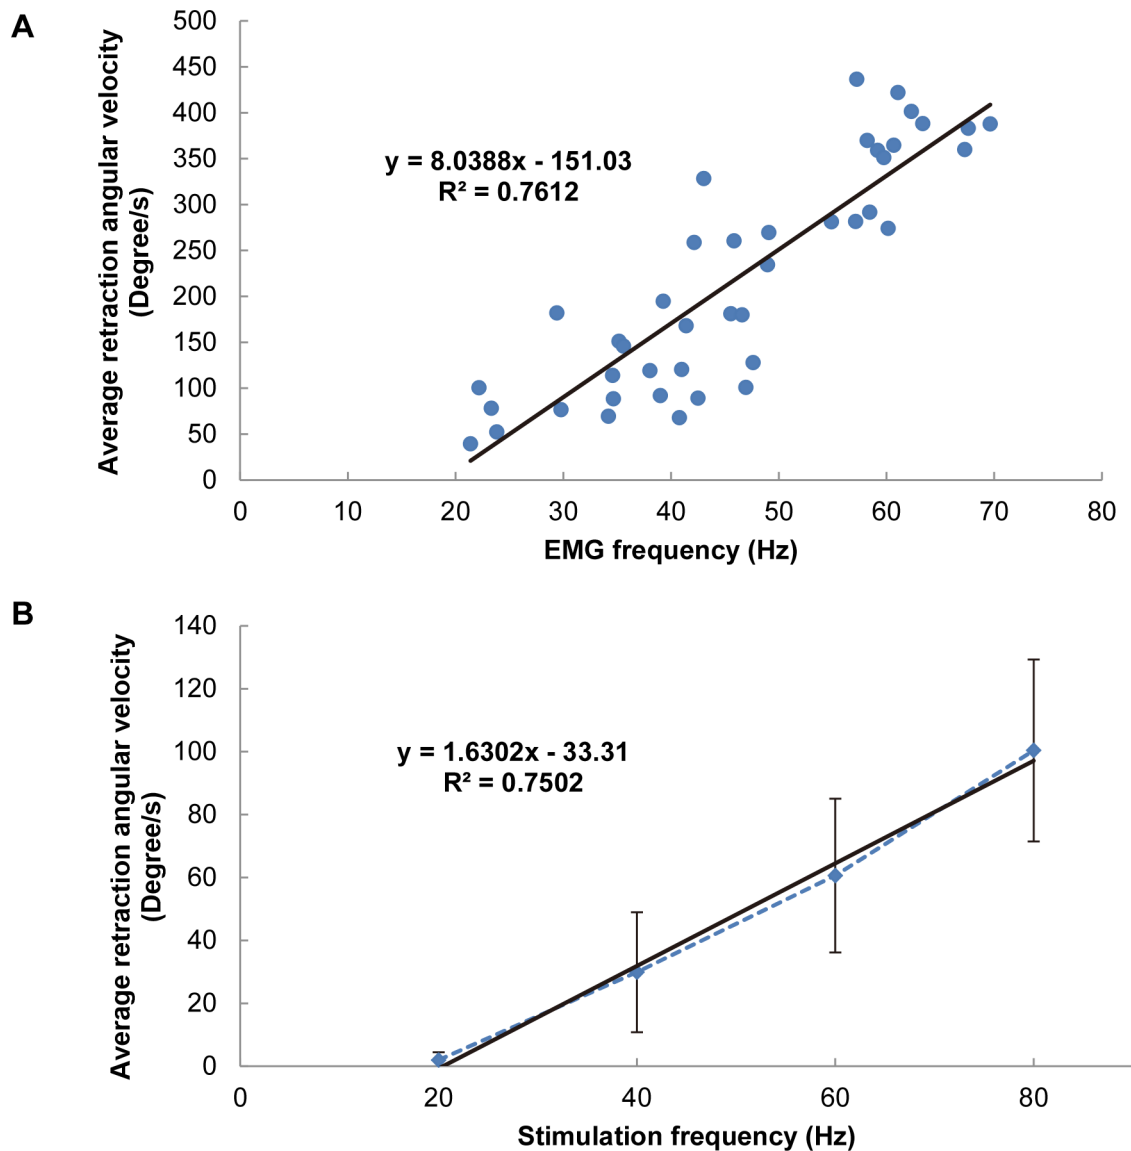 A
Average retraction angular velocity
(Degree/s)
500
450
400
350
300
250
200
150
100
50
0
y = 8.0388x - 151.03
R² = 0.7612
0 10 20 30 40 50 60 70 80
EMG frequency (Hz)
B
Average retraction angular velocity
(Degree/s)
140
120
100
80
60
40
20
0
y = 1.6302x - 33.31
R² = 0.7502
0 20 40 60 80
Stimulation frequency (Hz)